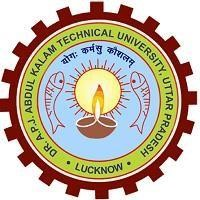 DR. A.P.J. ABDUL KALAM TECHNICAL UNIVERSITY, UTTAR PRADESH
योगः कर्मसु कौशलम्
LUCKNOW